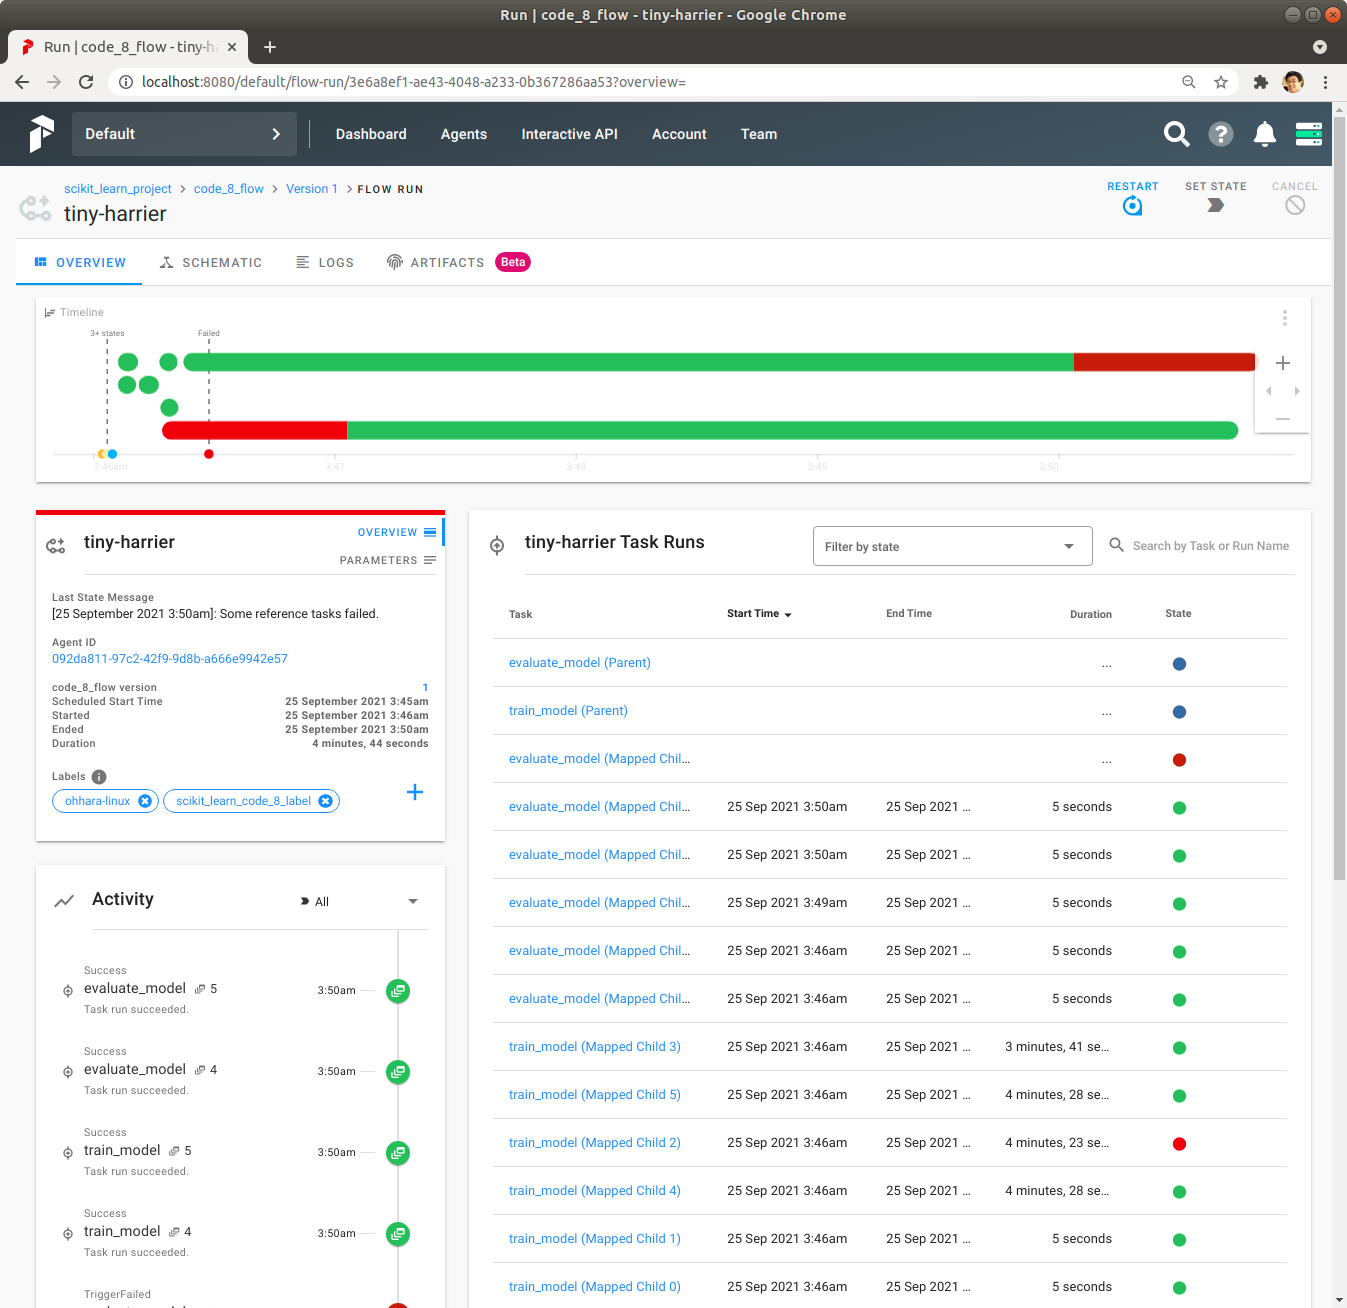 Run | code_8_flow - tiny-harrier - Google Chrome
Run | code_8_flow - tiny-h
localhost:8080/default/flow-run/3e6a8ef1-ae43-4048-a233-0b367286aa53?overview=
Default Dashboard Agents Interactive API Account Team
scikit_learn_project > code_8_flow > Version 1 > FLOW RUN
tiny-harrier
RESTART SET STATE CANCEL
OVERVIEW SCHEMATIC LOGS ARTIFACTS Beta
Timeline
3+ states Failed
3:46am 3:47 3:48 3:49 3:50
tiny-harrier
OVERVIEW
PARAMETERS
Last State Message
[25 September 2021 3:50am]: Some reference tasks failed.
Agent ID
092da811-97c2-42f9-9d8b-a666e9942e57
code_8_flow version 1
Scheduled Start Time 25 September 2021 3:45am
Started 25 September 2021 3:46am
Ended 25 September 2021 3:50am
Duration 4 minutes, 44 seconds
Labels
ohhara-linux scikit_learn_code_8_label
Activity All
Success
evaluate_model 5 3:50am
Task run succeeded.
Success
evaluate_model 4 3:50am
Task run succeeded.
Success
train_model 5 3:50am
Task run succeeded.
Success
train_model 4 3:50am
Task run succeeded.
TriggerFailed
tiny-harrier Task Runs Filter by state Search by Task or Run Name
Task Start Time End Time Duration State
evaluate_model (Parent) ...
train_model (Parent) ...
evaluate_model (Mapped Chil... ...
evaluate_model (Mapped Chil... 25 Sep 2021 3:50am 25 Sep 2021 ... 5 seconds
evaluate_model (Mapped Chil... 25 Sep 2021 3:50am 25 Sep 2021 ... 5 seconds
evaluate_model (Mapped Chil... 25 Sep 2021 3:49am 25 Sep 2021 ... 5 seconds
evaluate_model (Mapped Chil... 25 Sep 2021 3:46am 25 Sep 2021 ... 5 seconds
evaluate_model (Mapped Chil... 25 Sep 2021 3:46am 25 Sep 2021 ... 5 seconds
train_model (Mapped Child 3) 25 Sep 2021 3:46am 25 Sep 2021 ... 3 minutes, 41 se...
train_model (Mapped Child 5) 25 Sep 2021 3:46am 25 Sep 2021 ... 4 minutes, 28 se...
train_model (Mapped Child 2) 25 Sep 2021 3:46am 25 Sep 2021 ... 4 minutes, 23 se...
train_model (Mapped Child 4) 25 Sep 2021 3:46am 25 Sep 2021 ... 4 minutes, 28 se...
train_model (Mapped Child 1) 25 Sep 2021 3:46am 25 Sep 2021 ... 5 seconds
train_model (Mapped Child 0) 25 Sep 2021 3:46am 25 Sep 2021 ... 5 seconds